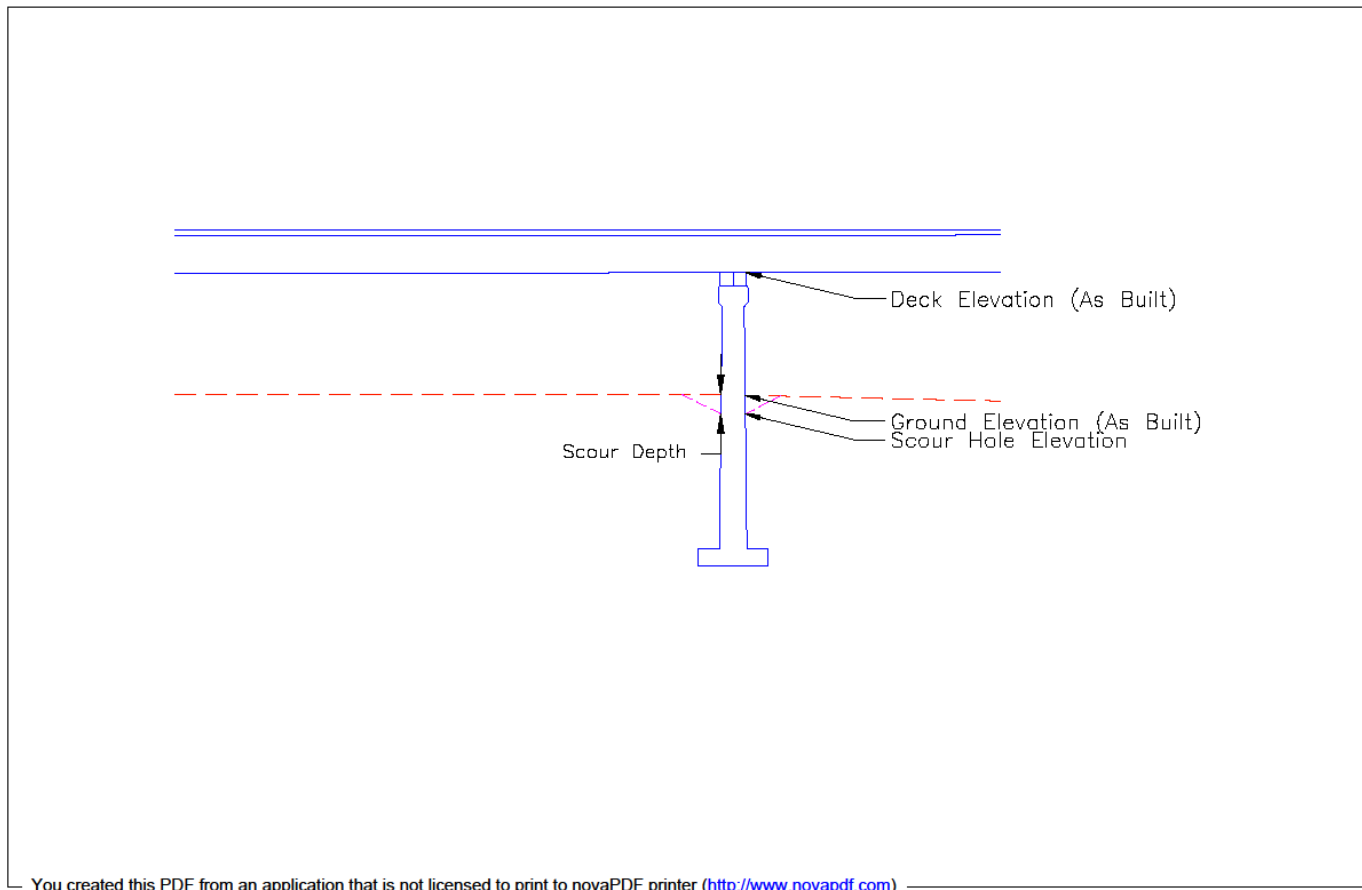 Deck Elevation (As Built)
Ground Elevation (As Built)
Scour Hole Elevation
Scour Depth
You created this PDF from an application that is not licensed to print to novaPDF printer (http://www.novapdf.com)